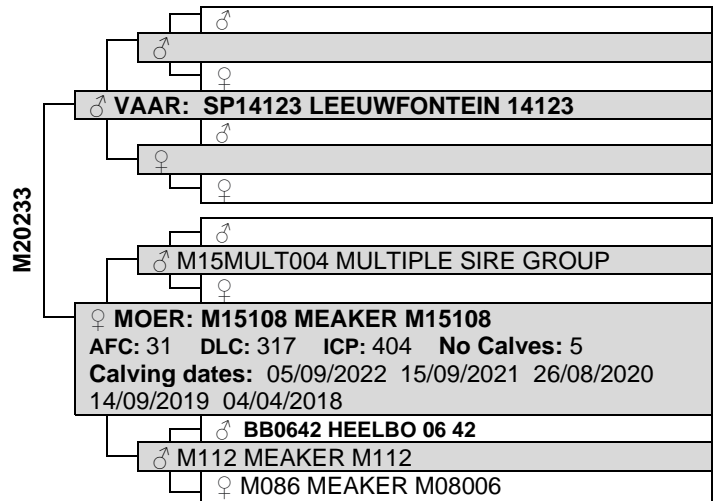 ♂
♂
♀
♂ VAAR: SP14123 LEEUWFONTEIN 14123
♂
♀
♀
M20233
♂
♂ M15MULT004 MULTIPLE SIRE GROUP
♀
♀ MOER: M15108 MEAKER M15108
AFC: 31 DLC: 317 ICP: 404 No Calves: 5
Calving dates: 05/09/2022 15/09/2021 26/08/2020
14/09/2019 04/04/2018
♂ BB0642 HEELBO 06 42
♂ M112 MEAKER M112
♀ M086 MEAKER M08006